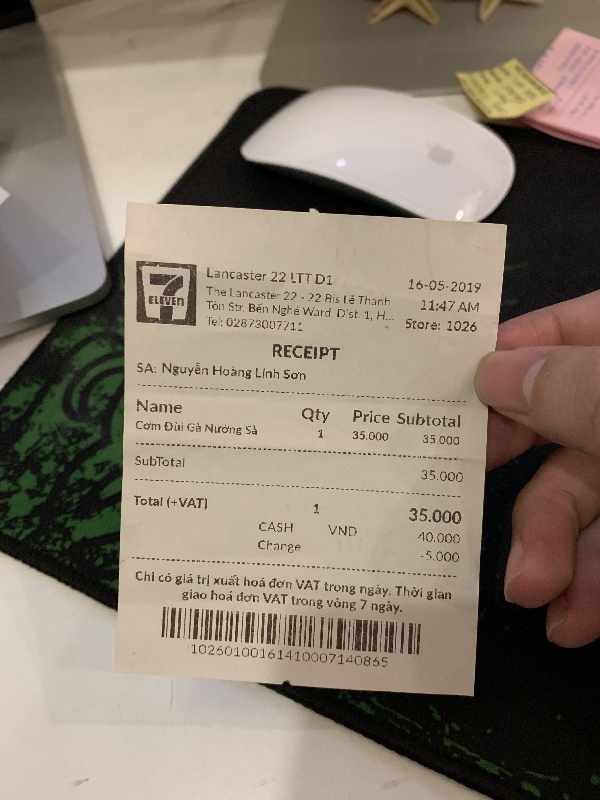 7
ELEVEN
Lancaster 22 LTT D1
16-05-2019
The Lancaster 22 - 22 Bis Lê Thanh
11:47 AM
Tôn Str, Bến Nghé Ward, Dist. 1, H...
Store: 1026
Tel: 02873007711
RECEIPT
SA: Nguyễn Hoàng Linh Sơn
Name Qty Price Subtotal
Cơm Đùi Gà Nướng Sả 1 35.000 35.000
SubTotal 35.000
Total (+VAT) 1 35.000
CASH VND 40.000
Change -5.000
Chỉ có giá trị xuất hoá đơn VAT trong ngày. Thời gian
giao hoá đơn VAT trong vòng 7 ngày.
10260100161410007140865